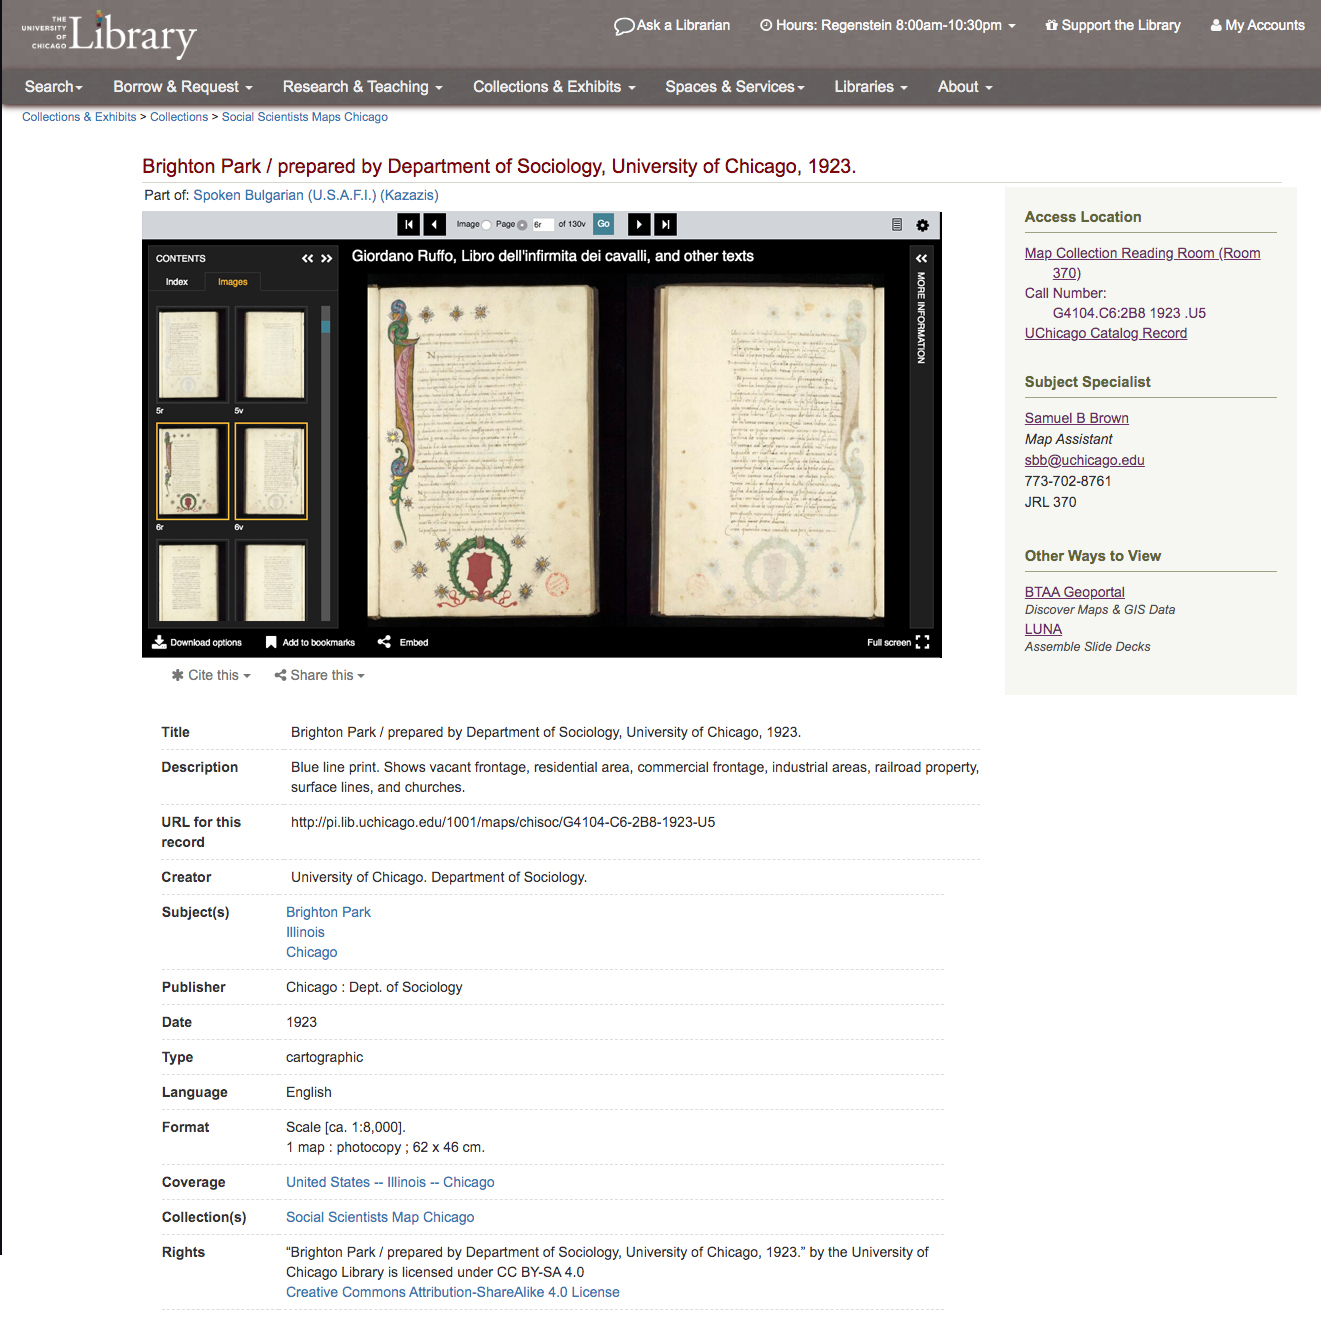 THE
UNIVERSITY
OF
CHICAGO
Library
Ask a Librarian
Hours: Regenstein 8:00am-10:30pm
Support the Library
My Accounts
Search
Borrow & Request
Research & Teaching
Collections & Exhibits
Spaces & Services
Libraries
About
Collections & Exhibits > Collections > Social Scientists Maps Chicago
Brighton Park / prepared by Department of Sociology, University of Chicago, 1923.
Part of: Spoken Bulgarian (U.S.A.F.I.) (Kazazis)
Image Page 6r of 130v Go
CONTENTS
Index Images
5r 5v
6r 6v
Giordano Ruffo, Libro dell'infirmita dei cavalli, and other texts
MORE INFORMATION
Download options Add to bookmarks Embed
Full screen
Cite this Share this
Title Brighton Park / prepared by Department of Sociology, University of Chicago, 1923.
Description Blue line print. Shows vacant frontage, residential area, commercial frontage, industrial areas, railroad property,
surface lines, and churches.
URL for this http://pi.lib.uchicago.edu/1001/maps/chisoc/G4104-C6-2B8-1923-U5
record
Creator University of Chicago. Department of Sociology.
Subject(s) Brighton Park
Illinois
Chicago
Publisher Chicago : Dept. of Sociology
Date 1923
Type cartographic
Language English
Format Scale [ca. 1:8,000].
1 map : photocopy ; 62 x 46 cm.
Coverage United States -- Illinois -- Chicago
Collection(s) Social Scientists Map Chicago
Rights “Brighton Park / prepared by Department of Sociology, University of Chicago, 1923.” by the University of
Chicago Library is licensed under CC BY-SA 4.0
Creative Commons Attribution-ShareAlike 4.0 License
Access Location
Map Collection Reading Room (Room
370)
Call Number:
G4104.C6:2B8 1923 .U5
UChicago Catalog Record
Subject Specialist
Samuel B Brown
Map Assistant
sbb@uchicago.edu
773-702-8761
JRL 370
Other Ways to View
BTAA Geoportal
Discover Maps & GIS Data
LUNA
Assemble Slide Decks